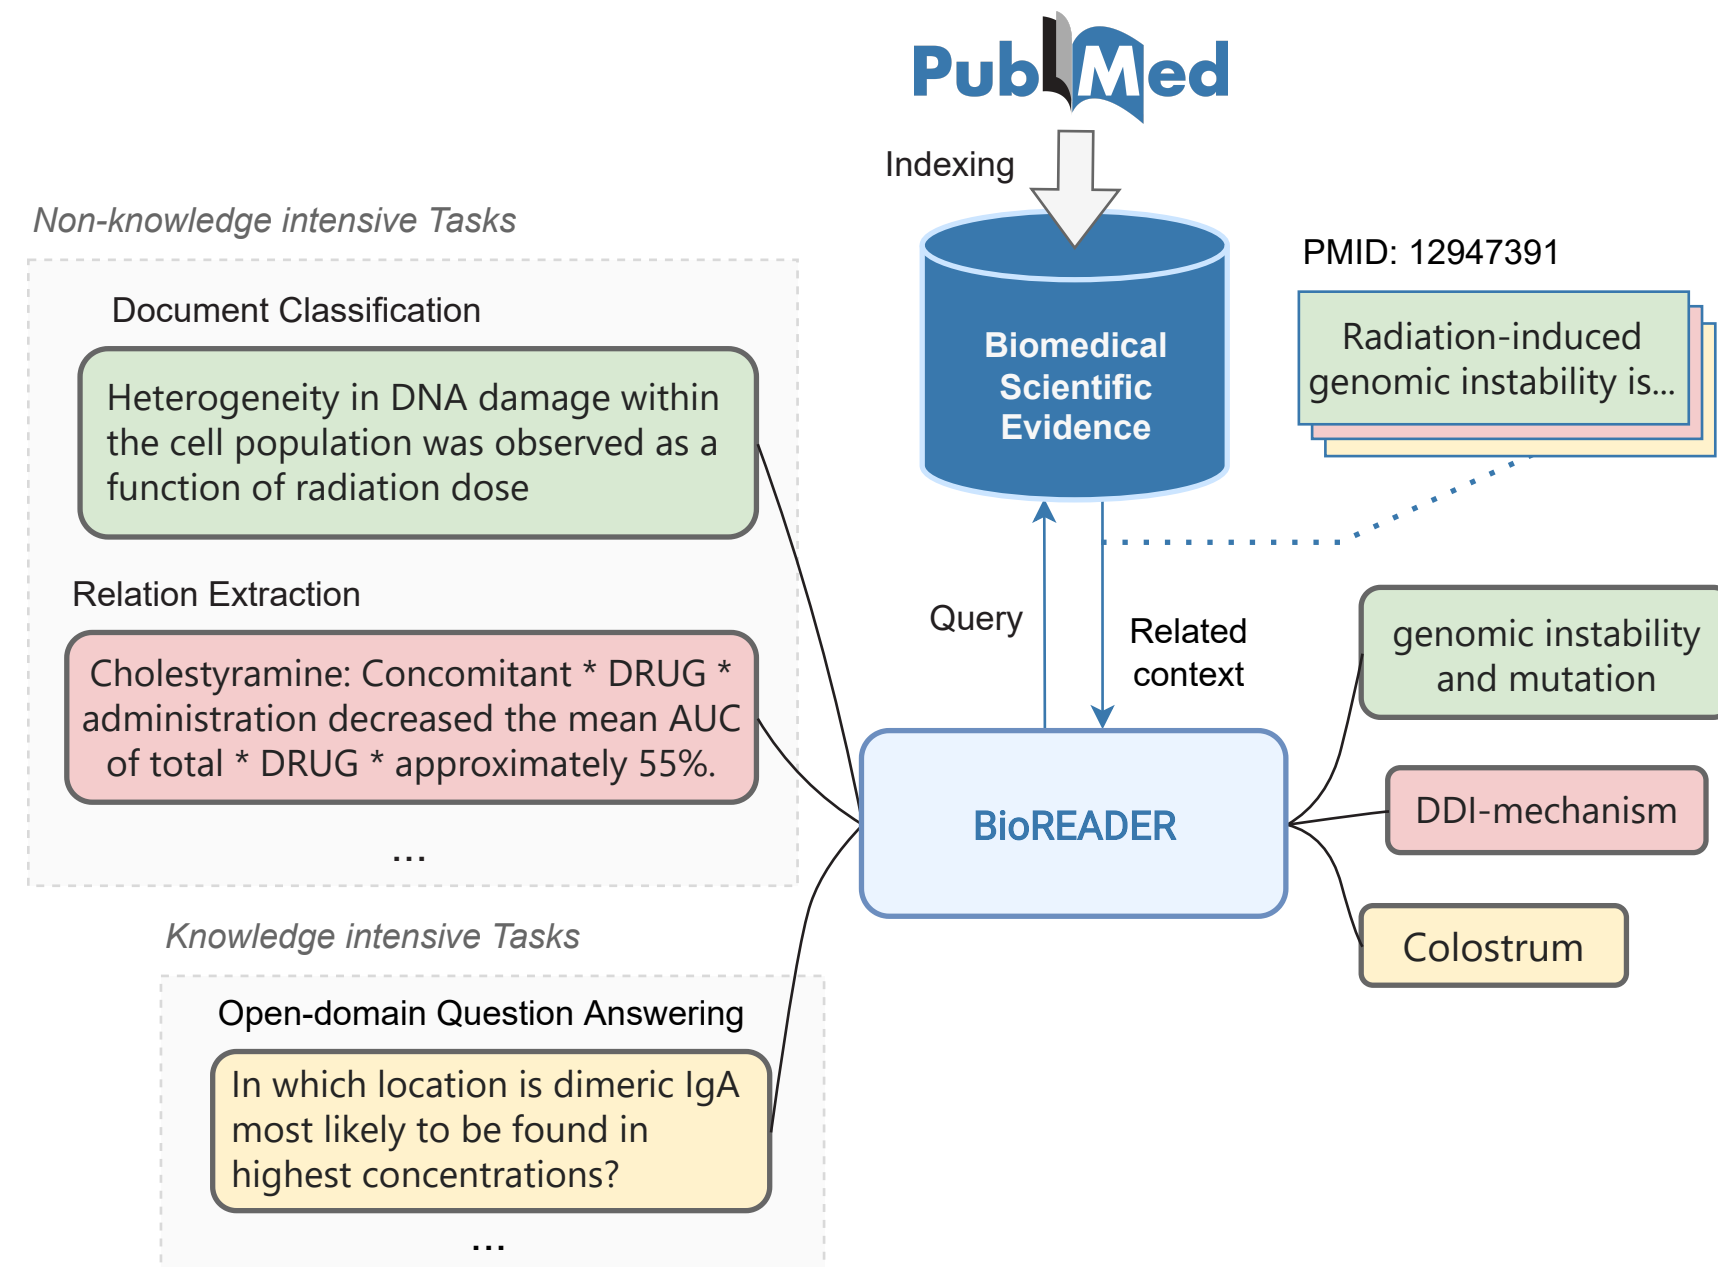 PubMed
Indexing
Non-knowledge intensive Tasks
Document Classification
Heterogeneity in DNA damage within
the cell population was observed as a
function of radiation dose
Relation Extraction
Cholestyramine: Concomitant * DRUG *
administration decreased the mean AUC
of total * DRUG * approximately 55%.
...
Knowledge intensive Tasks
Open-domain Question Answering
In which location is dimeric IgA
most likely to be found in
highest concentrations?
...
Biomedical
Scientific
Evidence
PMID: 12947391
Radiation-induced
genomic instability is...
Query
Related
context
BioREADER
genomic instability
and mutation
DDI-mechanism
Colostrum